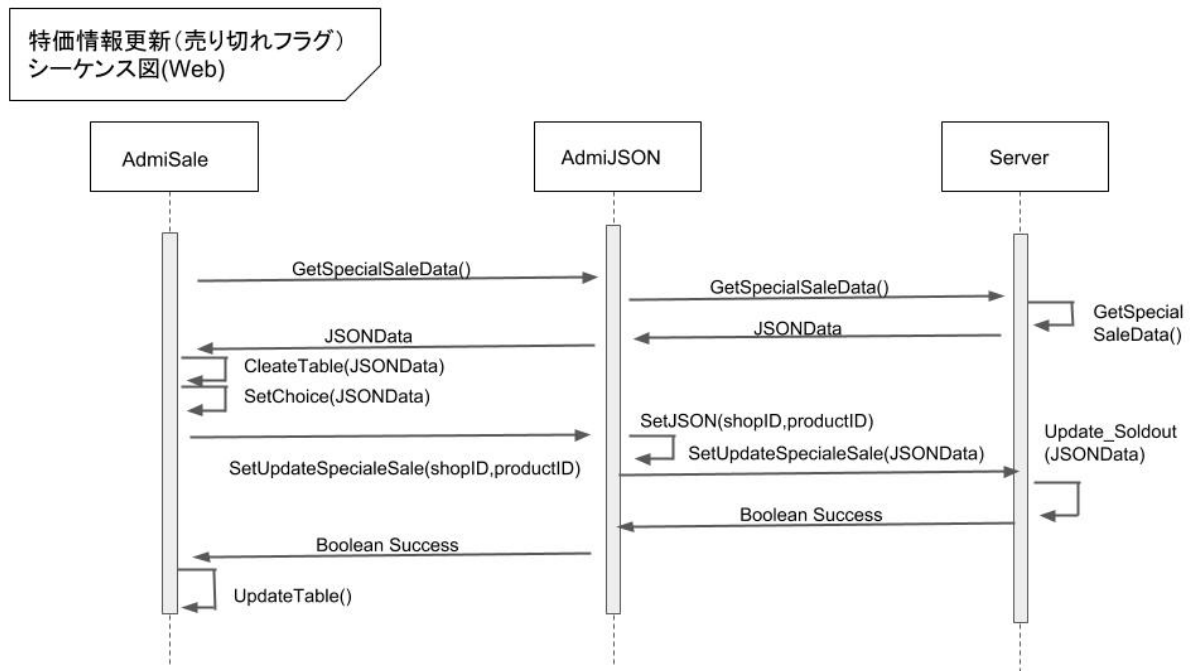 特価情報更新（売り切れフラグ）
シーケンス図(Web)
AdmiSale
AdmiJSON
Server
GetSpecialSaleData()
GetSpecialSaleData()
GetSpecial
SaleData()
JSONData
JSONData
CleateTable(JSONData)
SetChoice(JSONData)
SetJSON(shopID,productID)
Update_Soldout
(JSONData)
SetUpdateSpecialeSale(JSONData)
SetUpdateSpecialeSale(shopID,productID)
Boolean Success
Boolean Success
UpdateTable()